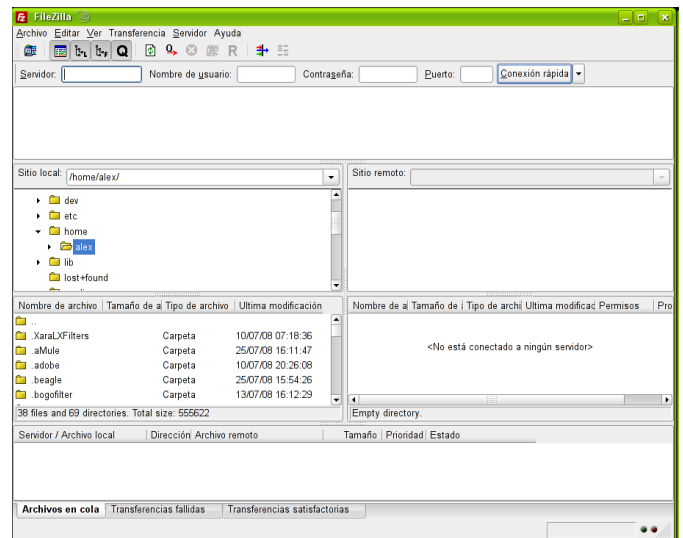 FileZilla
Archivo Editar Ver Transferencia Servidor Ayuda
Servidor: Nombre de usuario: Contraseña: Puerto: Conexión rápida
Sitio local: /home/alex/ Sitio remoto:
dev
etc
home
alex
lib
lost+found
Nombre de archivo Tamaño de a Tipo de archivo Ultima modificación Nombre de a Tamaño de Tipo de archi Ultima modificac Permisos Pro
..
.XaraLXFilters Carpeta 10/07/08 07:18:36
.aMule Carpeta 25/07/08 16:11:47
<No está conectado a ningún servidor>
.adobe Carpeta 10/07/08 20:26:08
.beagle Carpeta 25/07/08 15:54:26
.bogofilter Carpeta 13/07/08 16:12:29
38 files and 69 directories. Total size: 555622 Empty directory.
Servidor / Archivo local Dirección Archivo remoto Tamaño Prioridad Estado
Archivos en cola Transferencias fallidas Transferencias satisfactorias